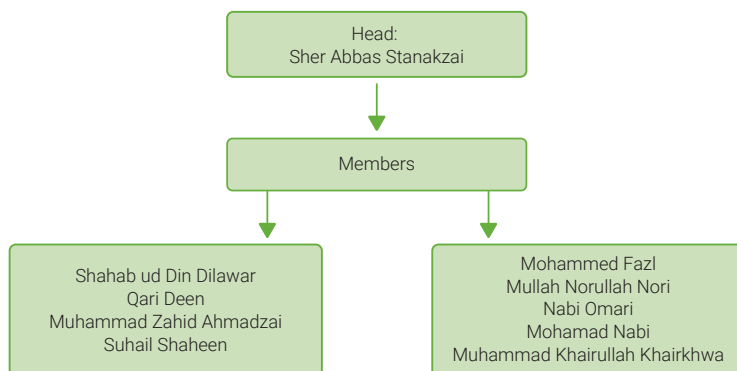 Head:
Sher Abbas Stanakzai
Members
Shahab ud Din Dilawar
Qari Deen
Muhammad Zahid Ahmadzai
Suhail Shaheen
Mohammed Fazl
Mullah Norullah Nori
Nabi Omari
Mohamad Nabi
Muhammad Khairullah Khairkhwa